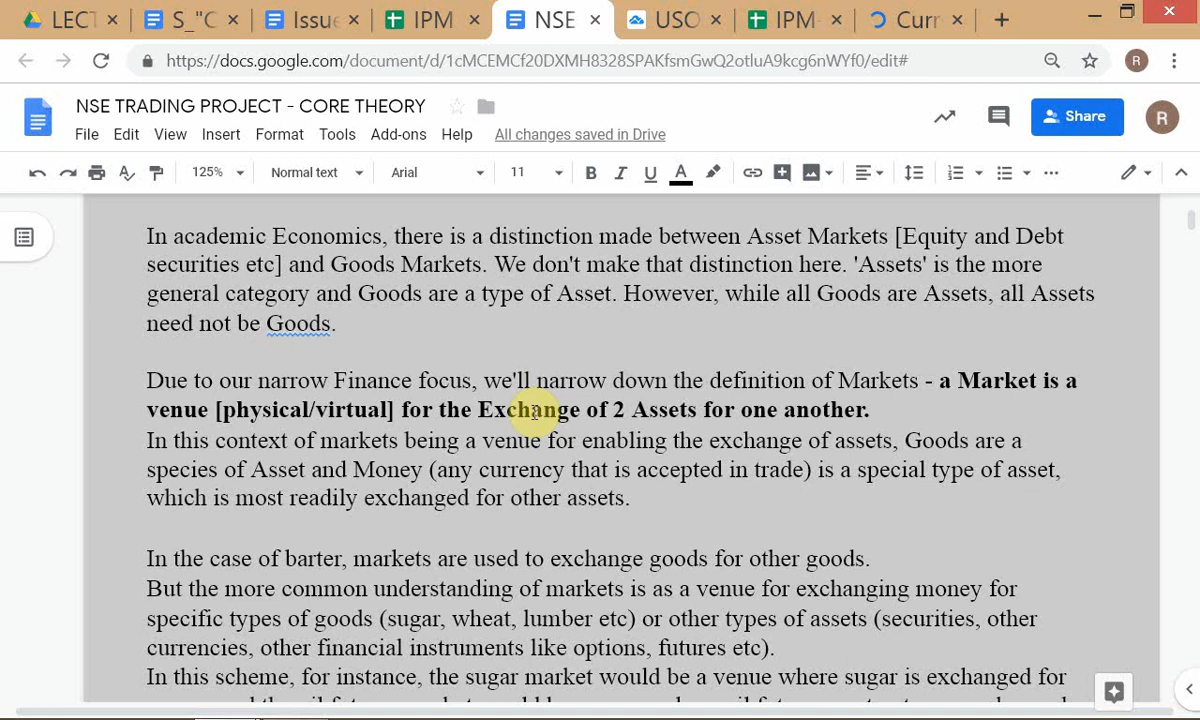 LECT
S_"C
Issue
IPM
NSE
USO
IPM
Curr
https://docs.google.com/document/d/1cMCEMCf20DXMH8328SPAKfsmGwQ2otluA9kcg6nWYf0/edit#
R
NSE TRADING PROJECT - CORE THEORY
File Edit View Insert Format Tools Add-ons Help All changes saved in Drive
Share
R
125% Normal text Arial 11 B I U A
In academic Economics, there is a distinction made between Asset Markets [Equity and Debt
securities etc] and Goods Markets. We don't make that distinction here. 'Assets' is the more
general category and Goods are a type of Asset. However, while all Goods are Assets, all Assets
need not be Goods.
Due to our narrow Finance focus, we'll narrow down the definition of Markets - a Market is a
venue [physical/virtual] for the Exchange of 2 Assets for one another.
In this context of markets being a venue for enabling the exchange of assets, Goods are a
species of Asset and Money (any currency that is accepted in trade) is a special type of asset,
which is most readily exchanged for other assets.
In the case of barter, markets are used to exchange goods for other goods.
But the more common understanding of markets is as a venue for exchanging money for
specific types of goods (sugar, wheat, lumber etc) or other types of assets (securities, other
currencies, other financial instruments like options, futures etc).
In this scheme, for instance, the sugar market would be a venue where sugar is exchanged for